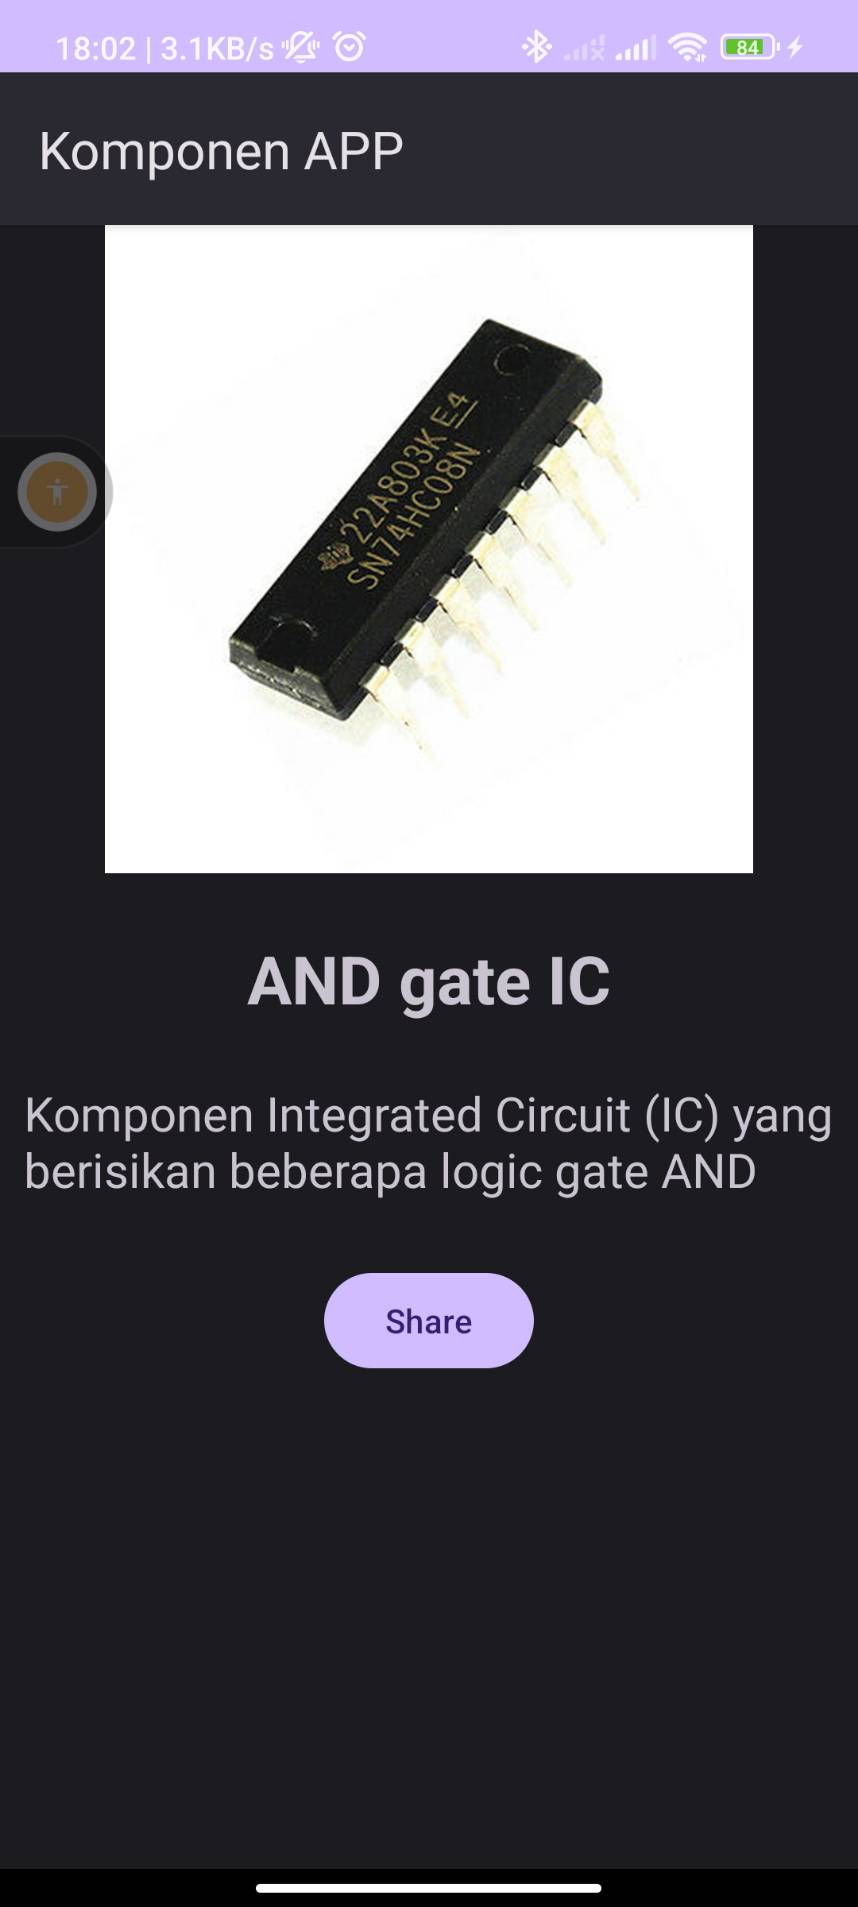 18:02 | 3.1KB/s
84
Komponen APP
22A803K E4
SN74HC08N
AND gate IC
Komponen Integrated Circuit (IC) yang
berisikan beberapa logic gate AND
Share